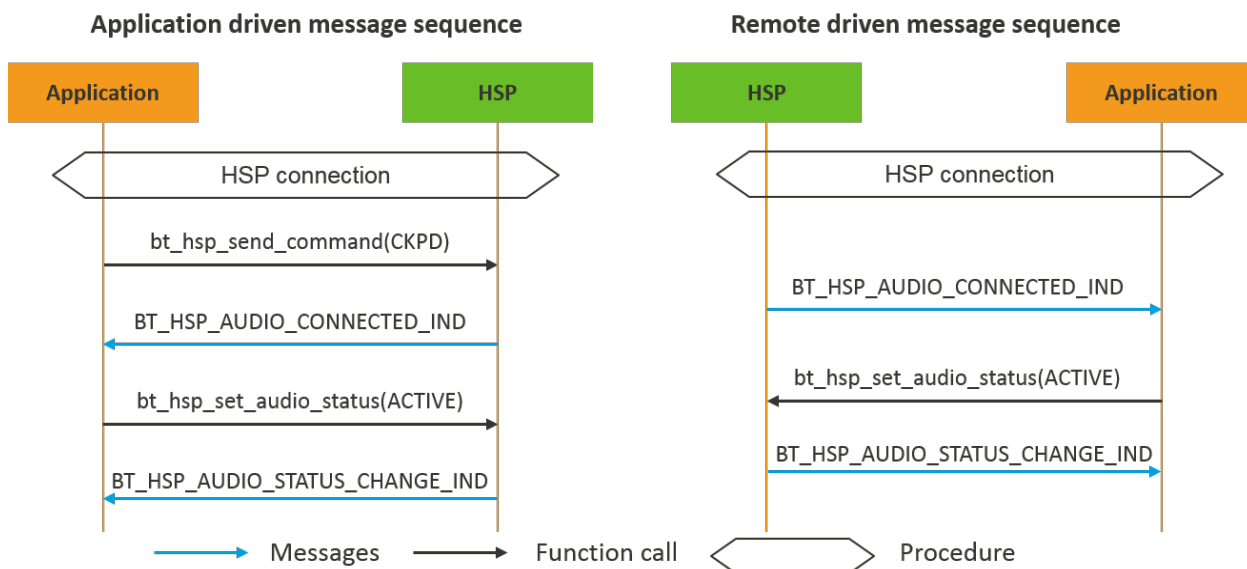 Application driven message sequence
Remote driven message sequence
Application
HSP
HSP
Application
HSP connection
HSP connection
bt_hsp_send_command(CKPD)
BT_HSP_AUDIO_CONNECTED_IND
BT_HSP_AUDIO_CONNECTED_IND
bt_hsp_set_audio_status(ACTIVE)
bt_hsp_set_audio_status(ACTIVE)
BT_HSP_AUDIO_STATUS_CHANGE_IND
BT_HSP_AUDIO_STATUS_CHANGE_IND
Messages
Function call
Procedure